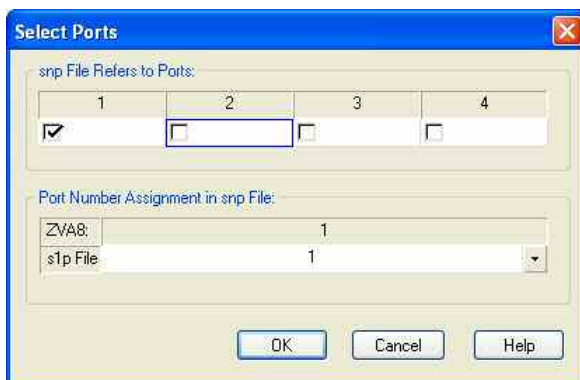 Select Ports
snp File Refers to Ports:
1 2 3 4
Port Number Assignment in snp File:
ZVA8: 1
s1p File 1
OK Cancel Help